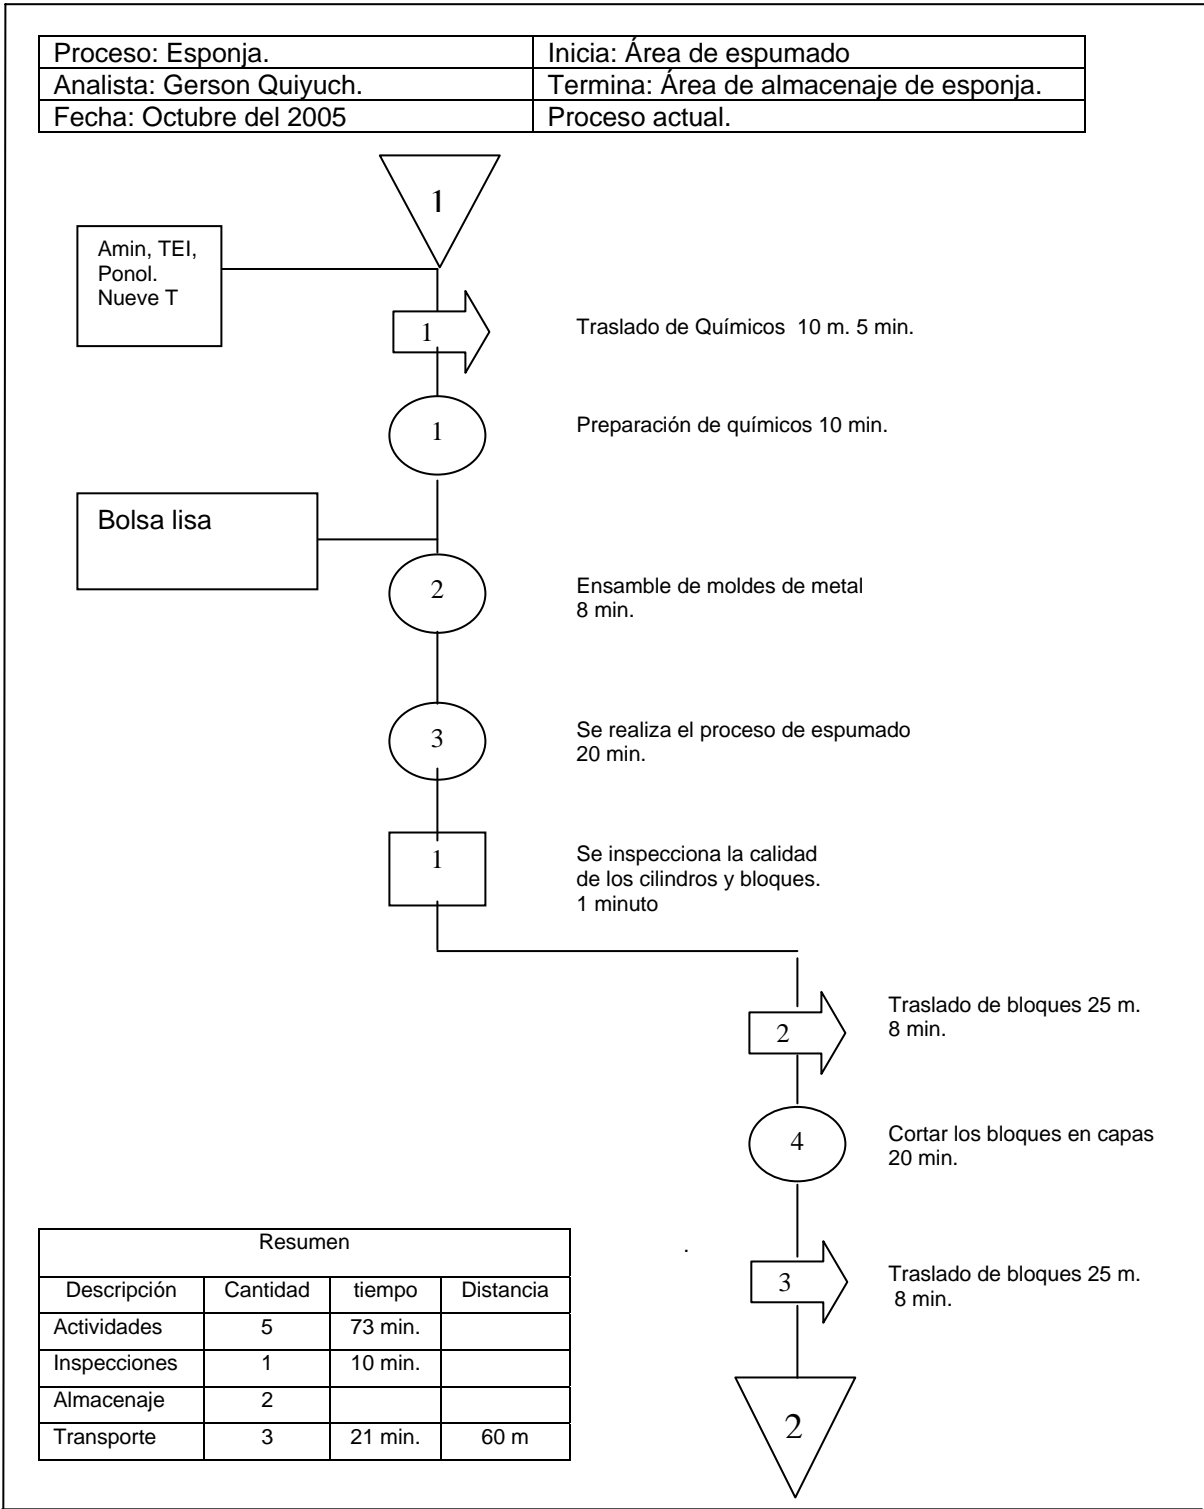 Proceso: Esponja.
Inicia: Área de espumado
Analista: Gerson Quiyuch.
Termina: Área de almacenaje de esponja.
Fecha: Octubre del 2005
Proceso actual.
1
Amin, TEI,
Ponol.
Nueve T
1
Traslado de Químicos 10 m. 5 min.
1
Preparación de químicos 10 min.
Bolsa lisa
2
Ensamble de moldes de metal
8 min.
3
Se realiza el proceso de espumado
20 min.
1
Se inspecciona la calidad
de los cilindros y bloques.
1 minuto
2
Traslado de bloques 25 m.
8 min.
4
Cortar los bloques en capas
20 min.
3
Traslado de bloques 25 m.
8 min.
2
.
Resumen
Descripción Cantidad tiempo Distancia
Actividades 5 73 min.
Inspecciones 1 10 min.
Almacenaje 2
Transporte 3 21 min. 60 m